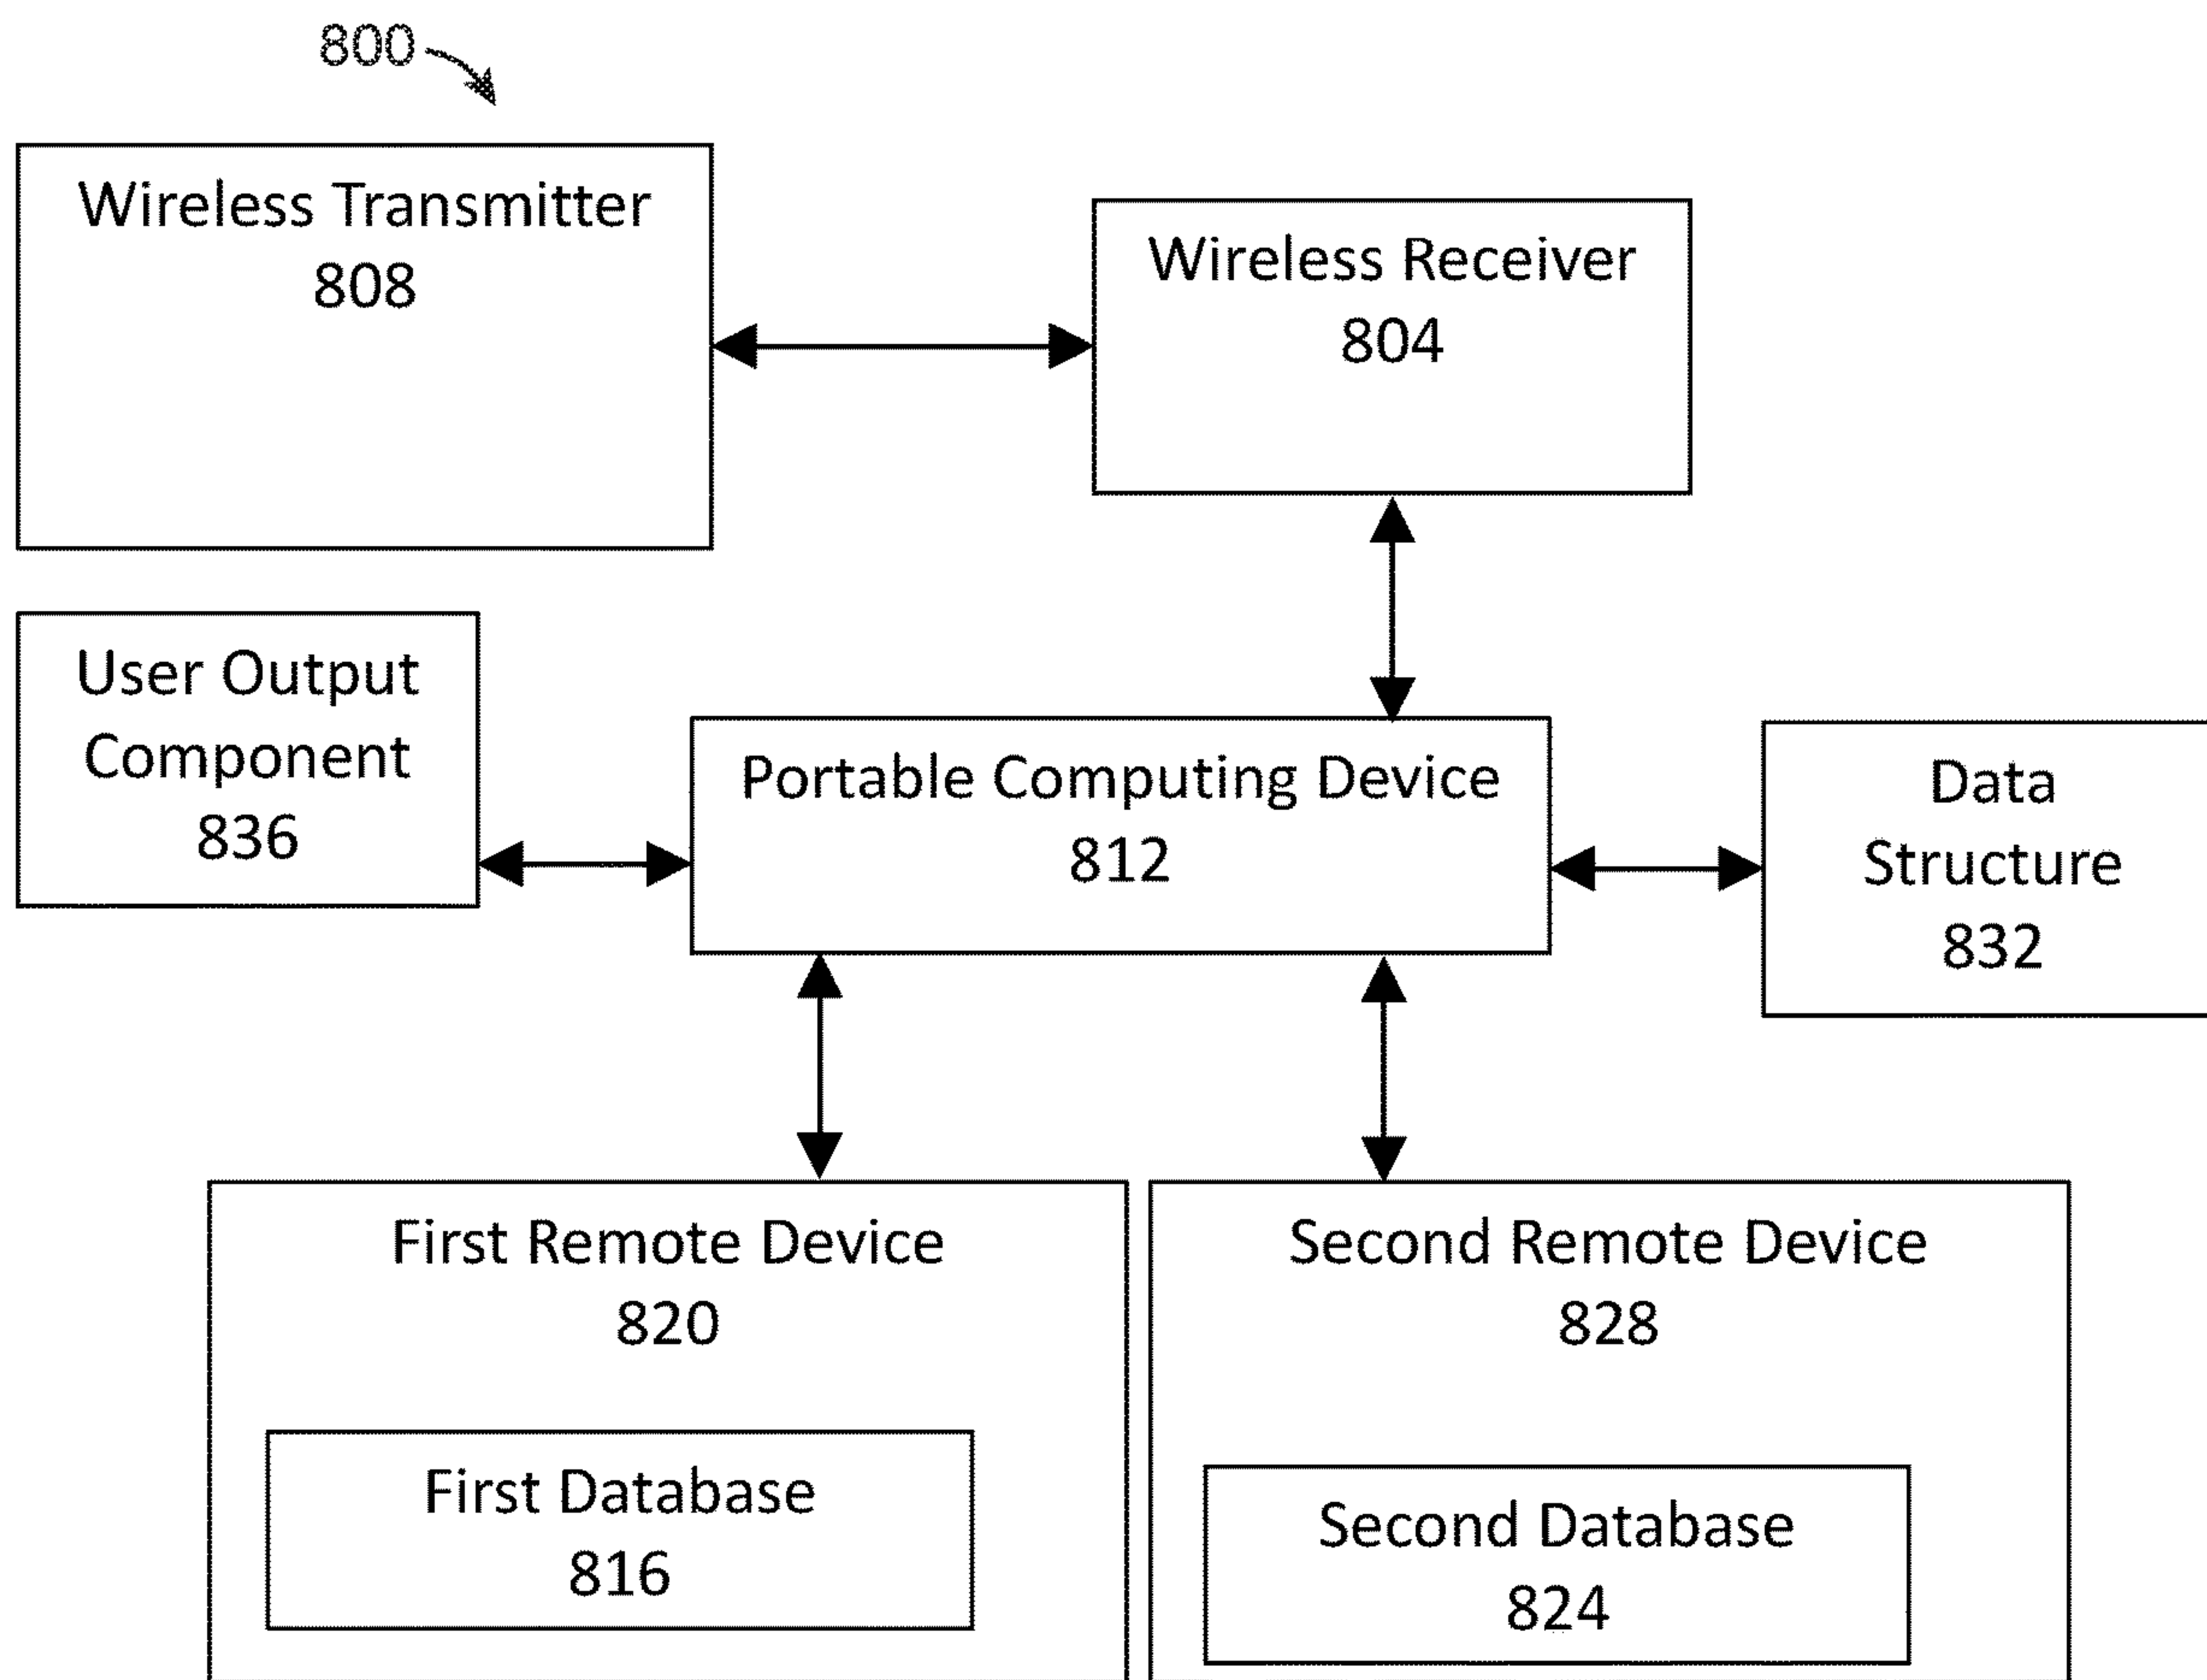 800
Wireless Transmitter
808
Wireless Receiver
804
User Output
Component
836
Portable Computing Device
812
Data
Structure
832
First Remote Device
820
First Database
816
Second Remote Device
828
Second Database
824